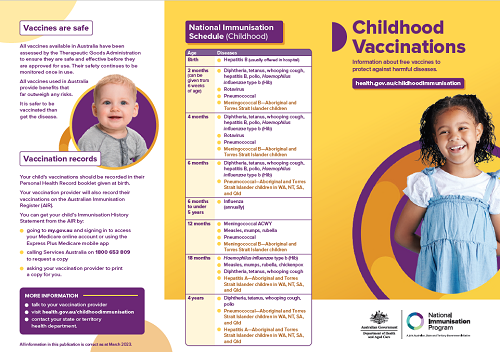 Vaccines are safe
All vaccines available in Australia have been
assessed by the Therapeutic Goods Administration
to ensure they are safe and effective before they
are approved for use. Their safety continues to be
monitored once in use.
All vaccines used in Australia
provide benefits that
far outweigh any risks.
It is safer to be
vaccinated than
get the disease.
Vaccination records
Your child's vaccinations should be recorded in their
Personal Health Record booklet given at birth.
Your vaccination provider will also record their
vaccinations on the Australian Immunisation
Register (AIR).
You can get your child's Immunisation History
Statement from the AIR by:
going to my.gov.au and signing in to access
your Medicare online account or using the
Express Plus Medicare mobile app
calling Services Australia on 1800 653 809
to request a copy
asking your vaccination provider to print
a copy for you.
MORE INFORMATION
talk to your vaccination provider
visit health.gov.au/childhoodimmunisation
contact your state or territory
health department.
All information in this publication is correct as at March 2023.
National Immunisation
Schedule (Childhood)
Age Diseases
Birth Hepatitis B (usually offered in hospital).
2 months
(can be
given from
6 weeks
of age)
Diphtheria, tetanus, whooping cough,
hepatitis B, polio, Haemophilus
influenzae type b (Hib)
Rotavirus
Pneumococcal
Meningococcal B—Aboriginal and
Torres Strait Islander children
4 months Diphtheria, tetanus, whooping cough,
hepatitis B, polio, Haemophilus
influenzae type b (Hib)
Rotavirus
Pneumococcal
Meningococcal B—Aboriginal and
Torres Strait Islander children
6 months Diphtheria, tetanus, whooping cough,
hepatitis B, polio, Haemophilus
influenzae type b (Hib)
Pneumococcal—Aboriginal and Torres
Strait Islander children in WA, NT, SA,
and Qld
6 months
to under
5 years
Influenza
(annually)
12 months Meningococcal ACWY
Measles, mumps, rubella
Pneumococcal
Meningococcal B—Aboriginal and
Torres Strait Islander children
18 months Haemophilus influenzae type b (Hib)
Measles, mumps, rubella, chickenpox
Diphtheria, tetanus, whooping cough
Hepatitis A—Aboriginal and Torres
Strait Islander children in WA, NT, SA,
and Qld
4 years Diphtheria, tetanus, whooping cough,
polio
Pneumococcal—Aboriginal and Torres
Strait Islander children in WA, NT, SA,
and Qld
Hepatitis A—Aboriginal and Torres
Strait Islander children in WA, NT, SA,
and Qld
Childhood
Vaccinations
Information about free vaccines to
protect against harmful diseases.
health.gov.au/childhoodimmunisation
Australian Government
Department of Health
and Aged Care
National
Immunisation
Program
A joint Australian, State and Territory Government Initiative